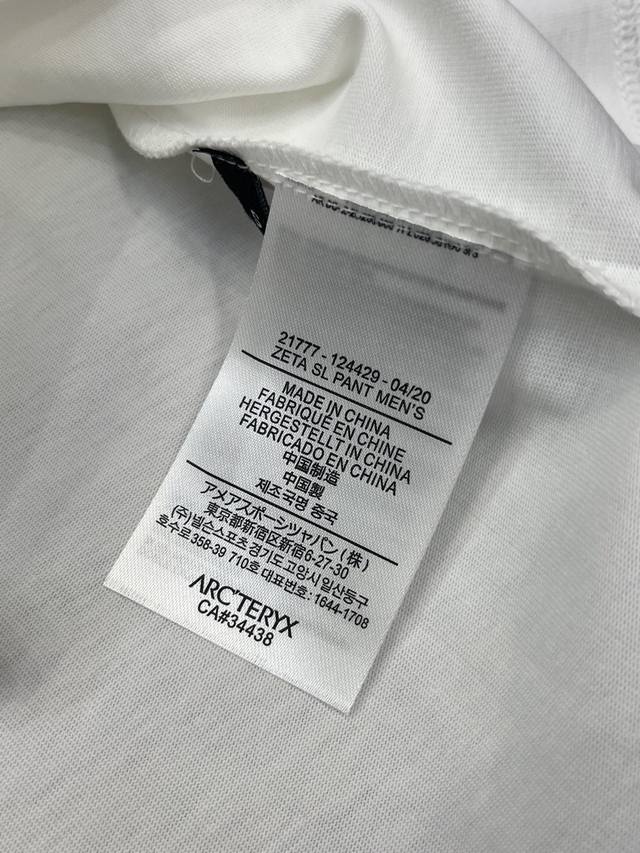 21777 - 124429 - 04/20
ZETA SL PANT MEN'S
MADE IN CHINA
FABRIQUÉ EN CHINE
HERGESTELLT IN CHINA
FABRICADO EN CHINA
中国制造
中国製
제조국명 중국
アメアスポーツジャパン(株)
東京都新宿区新宿6-27-30
(주)넬슨스포츠 경기도 고양시 일산동구
호수로 358-39 710호 대표번호: 1644-1708
ARC'TERYX
CA#34438